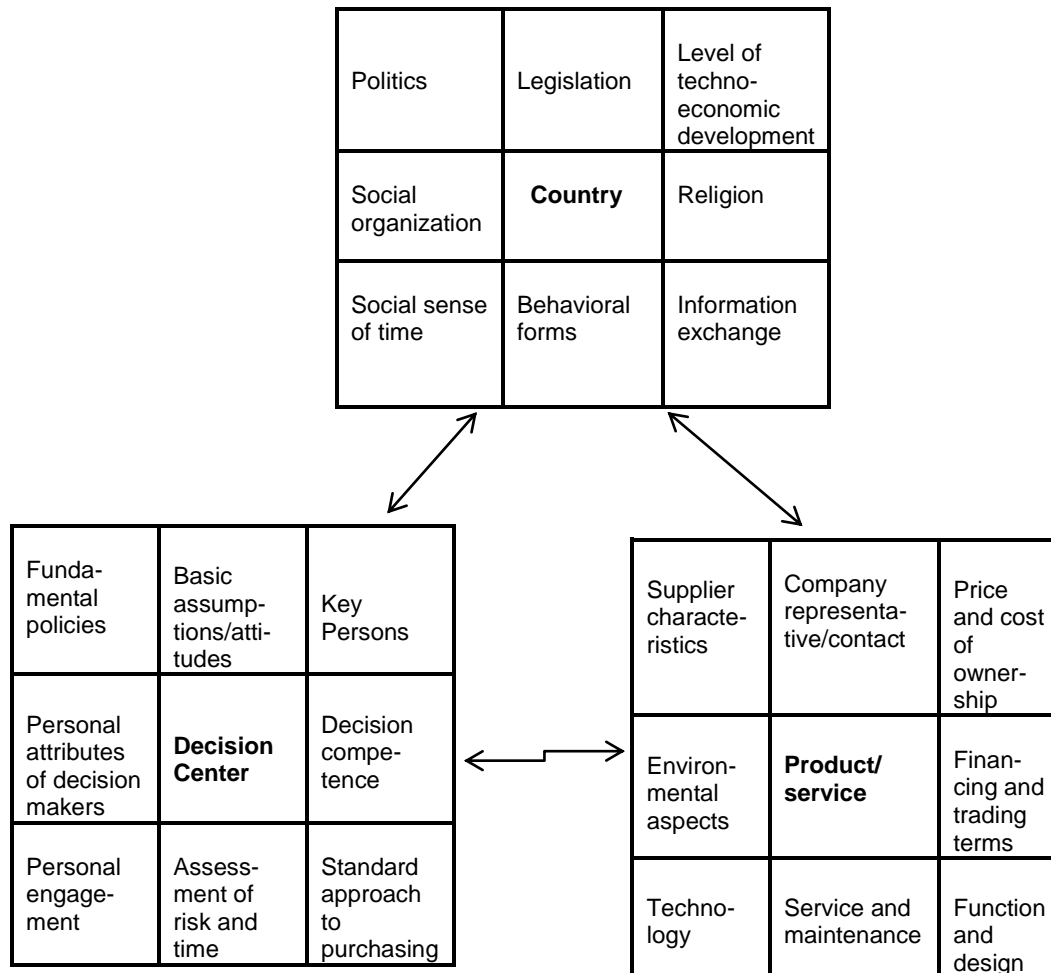 Politics
Legislation
Level of
techno-
economic
development
Social
organization
Country
Religion
Social sense
of time
Behavioral
forms
Information
exchange
Funda-
mental
policies
Basic
assump-
tions/atti-
tudes
Key
Persons
Personal
attributes
of decision
makers
Decision
Center
Decision
compe-
tence
Personal
engage-
ment
Assess-
ment of
risk and
time
Standard
approach
to
purchasing
Supplier
characte-
ristics
Company
representa-
tive/contact
Price
and cost
of
owner-
ship
Environ-
mental
aspects
Product/
service
Finan-
cing and
trading
terms
Techno-
logy
Service and
maintenance
Function
and
design